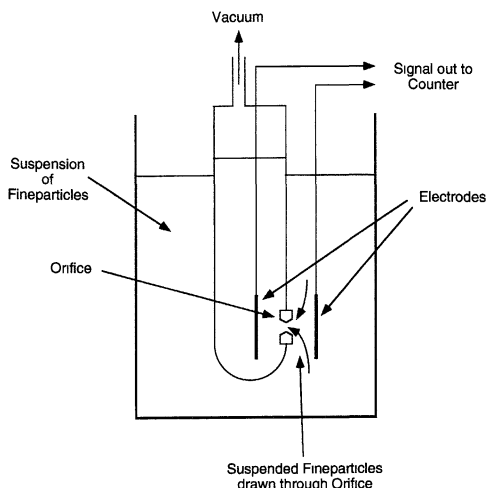 Vacuum
Signal out to
Counter
Suspension
of
Fineparticles
Electrodes
Orifice
Suspended Fineparticles
drawn through Orifice